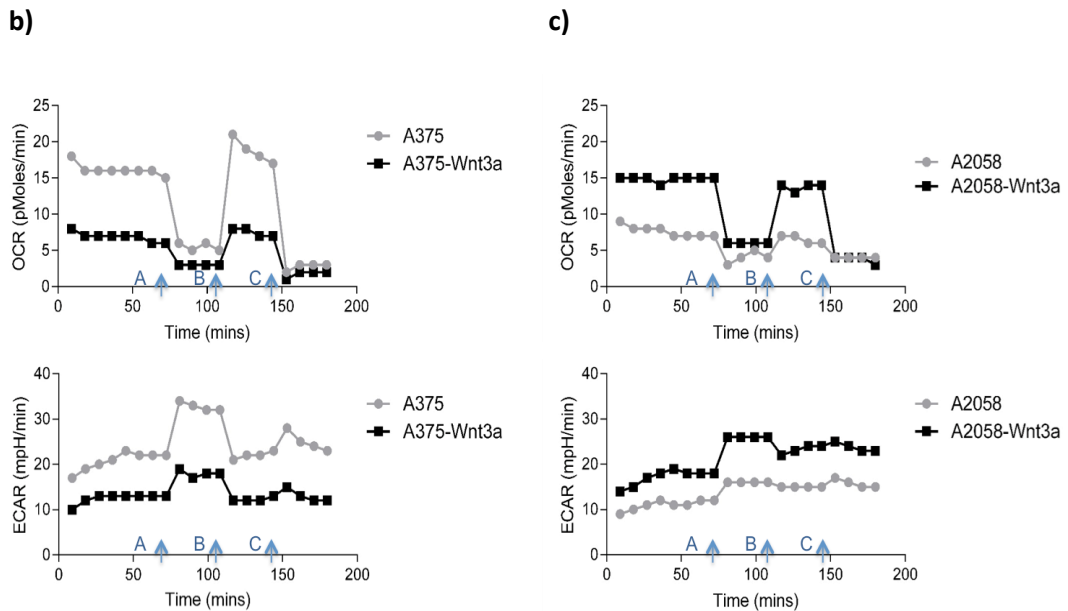 b)
25
20
15
10
5
0
OCR (pMoles/min)
A375
A375-Wnt3a
A
B
C
0
50
100
150
200
Time (mins)
40
30
20
10
0
ECAR (mpH/min)
A375
A375-Wnt3a
A
B
C
0
50
100
150
200
Time (mins)
c)
25
20
15
10
5
0
OCR (pMoles/min)
A2058
A2058-Wnt3a
A
B
C
0
50
100
150
200
Time (mins)
40
30
20
10
0
ECAR (mpH/min)
A2058
A2058-Wnt3a
A
B
C
0
50
100
150
200
Time (mins)